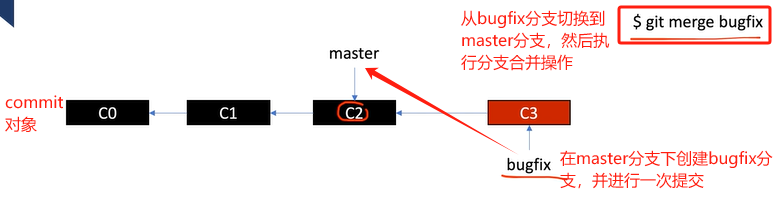 从bugfix分支切换到
master分支，然后执
行分支合并操作
$ git merge bugfix
master
commit
对象
C0
C1
C2
C3
bugfix
在master分支下创建bugfix分
支，并进行一次提交